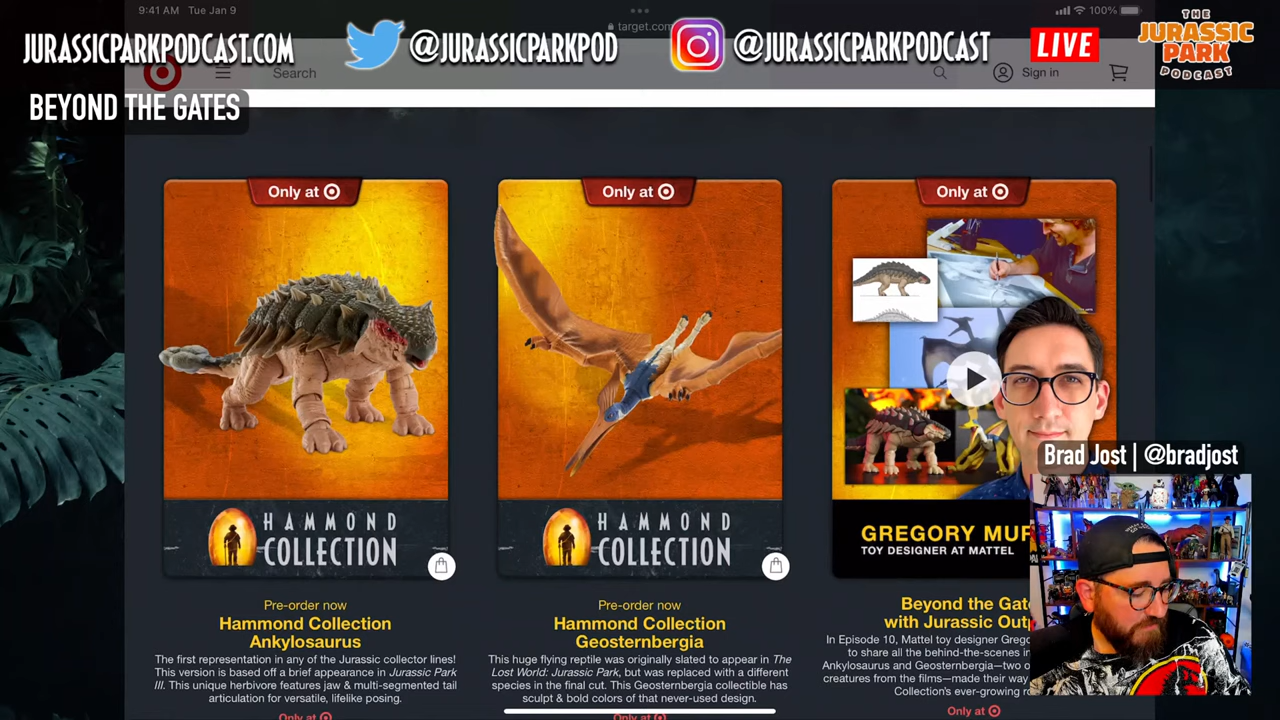 9:41 AM Tue Jan 9
target.com
100%
JURASSICPARKPODCAST.COM
@JURASSICPARKPOD
@JURASSICPARKPODCAST
LIVE
THE
JURASSIC
PARK
PODCAST
Search
Sign in
BEYOND THE GATES
Only at
Only at
Only at
HAMMOND
COLLECTION
HAMMOND
COLLECTION
GREGORY MUR
TOY DESIGNER AT MATTEL
Brad Jost | @bradjost
Pre-order now
Hammond Collection
Ankylosaurus
The first representation in any of the Jurassic collector lines!
This version is based off a brief appearance in Jurassic Park
III. This unique herbivore features jaw & multi-segmented tail
articulation for versatile, lifelike posing.
Only at
Pre-order now
Hammond Collection
Geosternbergia
This huge flying reptile was originally slated to appear in The
Lost World: Jurassic Park, but was replaced with a different
species in the final cut. This Geosternbergia collectible has
sculpt & bold colors of that never-used design.
Only at
Beyond the Gat
with Jurassic Out
In Episode 10, Mattel toy designer Grego
to share all the behind-the-scenes in
Ankylosaurus and Geosternbergia—two o
creatures from the films—made their way
Collection's ever-growing ro
Only at